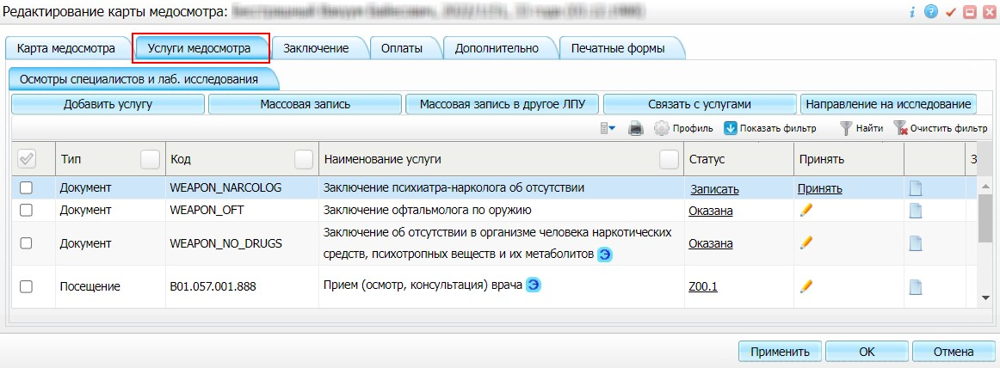 Редактирование карты медосмотра:
Карта медосмотра Услуги медосмотра Заключение Оплаты Дополнительно Печатные формы
Осмотры специалистов и лаб. исследования
Добавить услугу Массовая запись Массовая запись в другое ЛПУ Связать с услугами Направление на исследование
Профиль Показать фильтр Найти Очистить фильтр
Тип Код Наименование услуги Статус Принять З
Документ WEAPON_NARCOLOG Заключение психиатра-нарколога об отсутствии Записать Принять
Документ WEAPON_OFT Заключение офтальмолога по оружию Оказана
Документ WEAPON_NO_DRUGS Заключение об отсутствии в организме человека наркотических Оказана
средств, психотропных веществ и их метаболитов Э
Посещение B01.057.001.888 Прием (осмотр, консультация) врача Э Z00.1
Применить OK Отмена